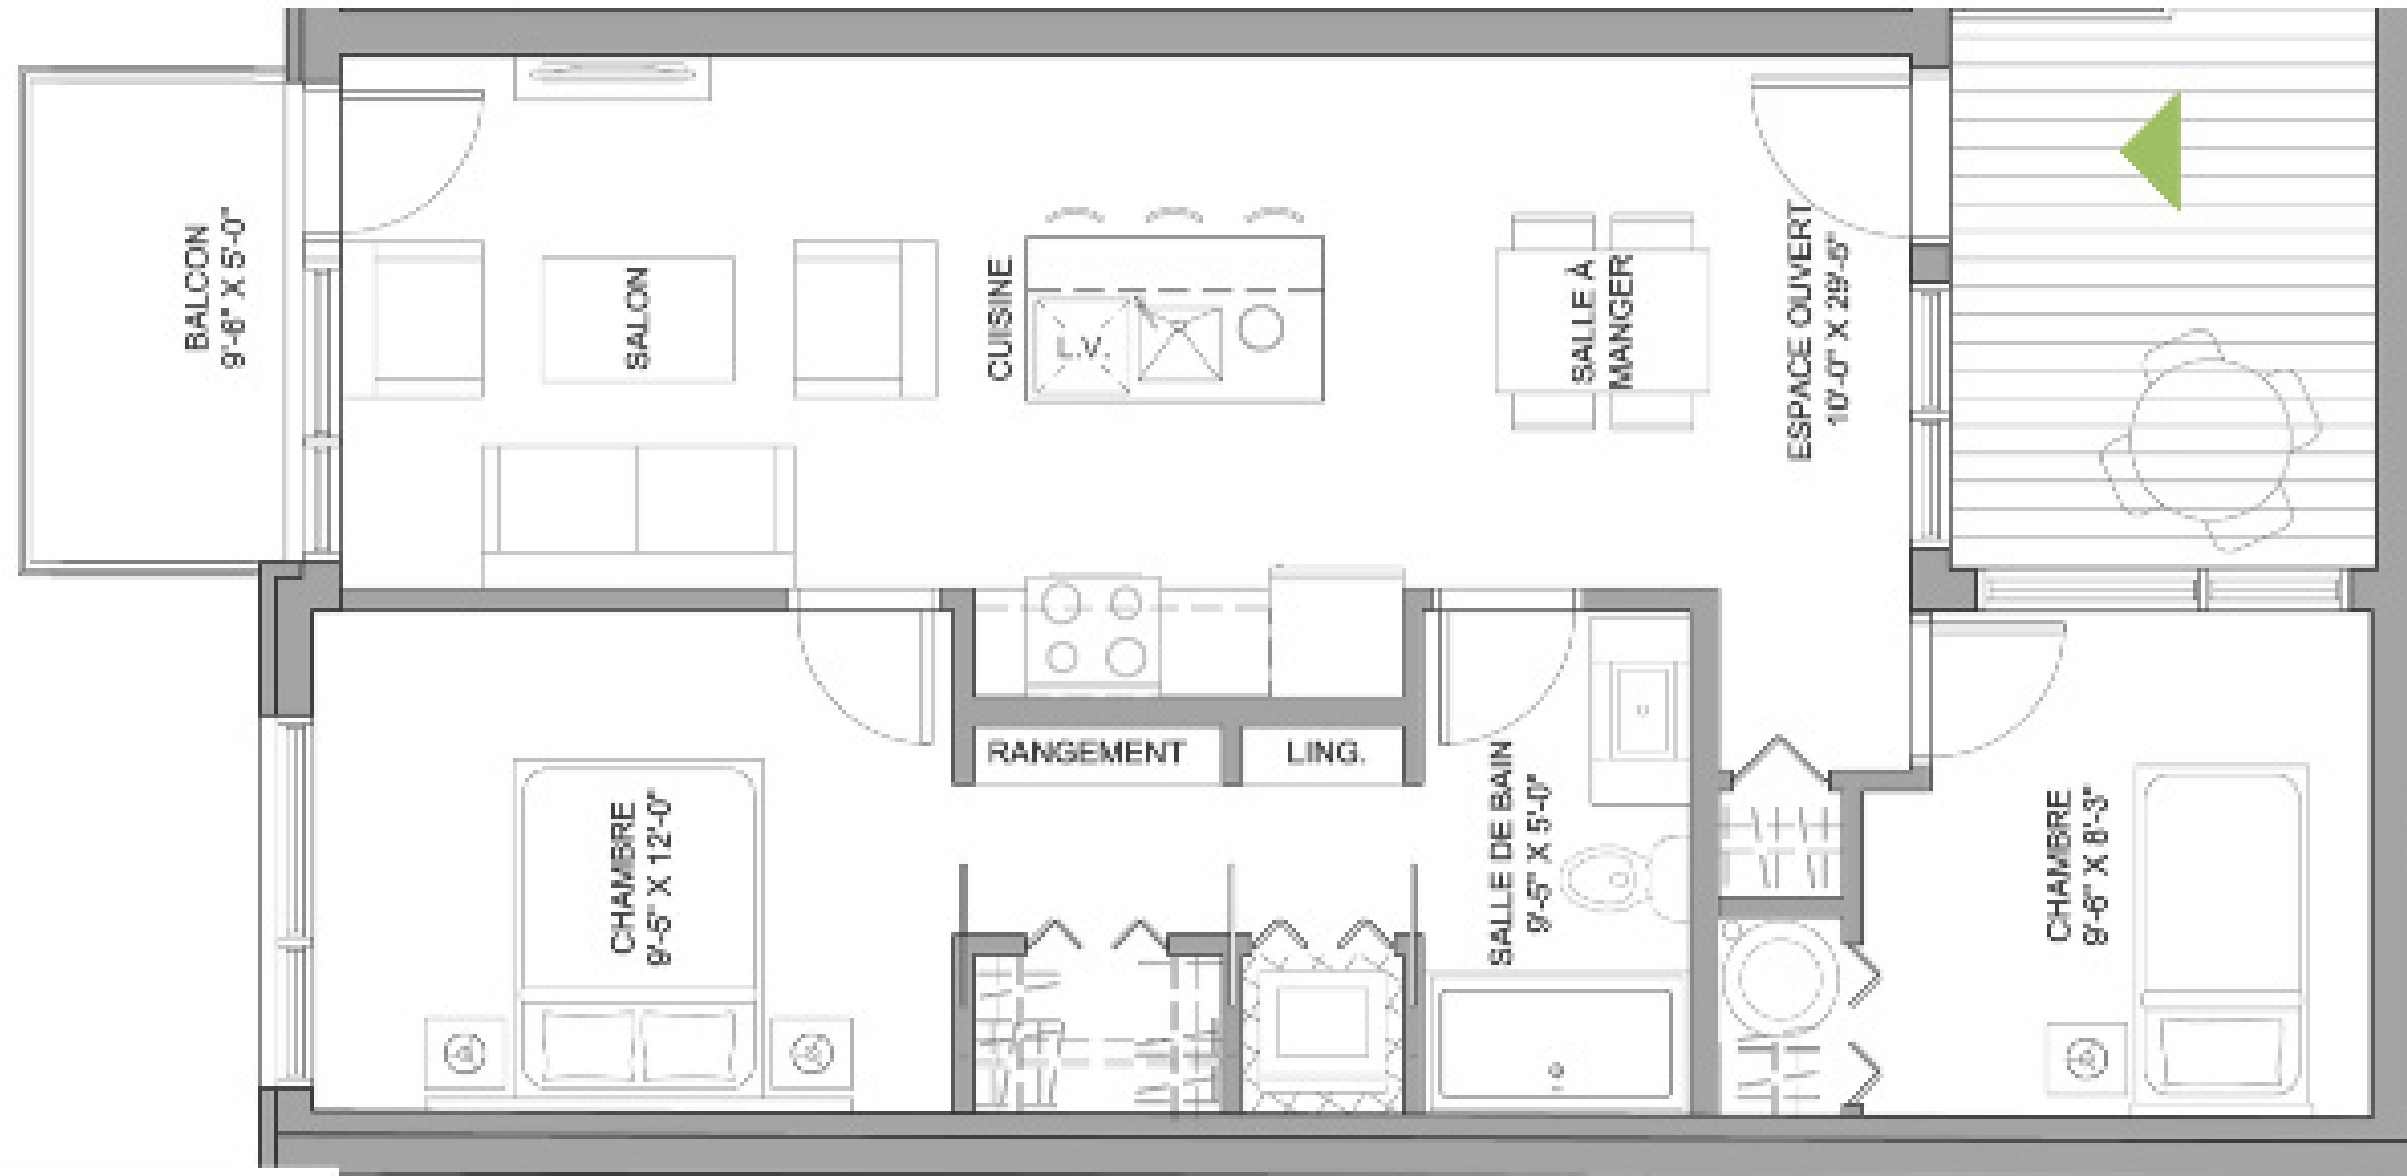 BALCON
9'-6" X 5'-0"
SALON
CUISINE
L.V.
SALLE À
MANGER
ESPACE OUVERT
10'-0" X 29'-5"
RANGEMENT
LING.
CHAMBRE
9'-5" X 12'-0"
SALLE DE BAIN
9'-5" X 5'-0"
CHAMBRE
9'-6" X 8'-3"